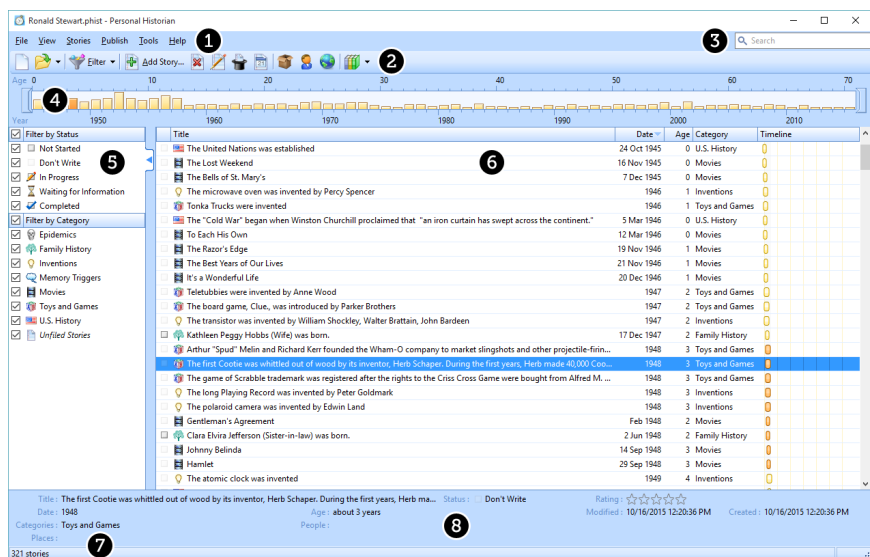 Ronald Stewart.phist - Personal Historian
File View Stories Publish Tools Help 1 3 Search
Filter Add Story... 2
Age 0 10 20 30 40 50 60 70
4
Year 1950 1960 1970 1980 1990 2000 2010
Filter by Status
Not Started
Don't Write 5
In Progress
Waiting for Information
Completed
Filter by Category
Epidemics
Family History
Inventions
Memory Triggers
Movies
Toys and Games
U.S. History
Unfiled Stories
Title Date Age Category Timeline
The United Nations was established 24 Oct 1945 0 U.S. History
The Lost Weekend 6 16 Nov 1945 0 Movies
The Bells of St. Mary's 7 Dec 1945 0 Movies
The microwave oven was invented by Percy Spencer 1946 1 Inventions
Tonka Trucks were invented 1946 1 Toys and Games
The "Cold War" began when Winston Churchill proclaimed that "an iron curtain has swept across the continent." 5 Mar 1946 0 U.S. History
To Each His Own 12 Mar 1946 0 Movies
The Razor's Edge 19 Nov 1946 1 Movies
The Best Years of Our Lives 21 Nov 1946 1 Movies
It's a Wonderful Life 20 Dec 1946 1 Movies
Teletubbies were invented by Anne Wood 1947 2 Toys and Games
The board game, Clue,, was introduced by Parker Brothers 1947 2 Toys and Games
The transistor was invented by William Shockley, Walter Brattain, John Bardeen 1947 2 Inventions
Kathleen Peggy Hobbs (Wife) was born. 17 Dec 1947 2 Family History
Arthur "Spud" Melin and Richard Kerr founded the Wham-O company to market slingshots and other projectile-firin... 1948 3 Toys and Games
The first Cootie was whittled out of wood by its inventor, Herb Schaper. During the first years, Herb made 40,000 Coo... 1948 3 Toys and Games
The game of Scrabble trademark was registered after the rights to the Criss Cross Game were bought from Alfred M. ... 1948 3 Toys and Games
The long Playing Record was invented by Peter Goldmark 1948 3 Inventions
The polaroid camera was invented by Edwin Land 1948 3 Inventions
Gentleman's Agreement Feb 1948 2 Movies
Clara Elvira Jefferson (Sister-in-law) was born. 2 Jun 1948 2 Family History
Johnny Belinda 14 Sep 1948 3 Movies
Hamlet 29 Sep 1948 3 Movies
The atomic clock was invented 1949 4 Inventions
Title : The first Cootie was whittled out of wood by its inventor, Herb Schaper. During the first years, Herb ma... Status : Don't Write Rating :
Date : 1948 Age : about 3 years Modified : 10/16/2015 12:20:36 PM Created : 10/16/2015 12:20:36 PM
Categories : Toys and Games People : 8
Places : 7
321 stories